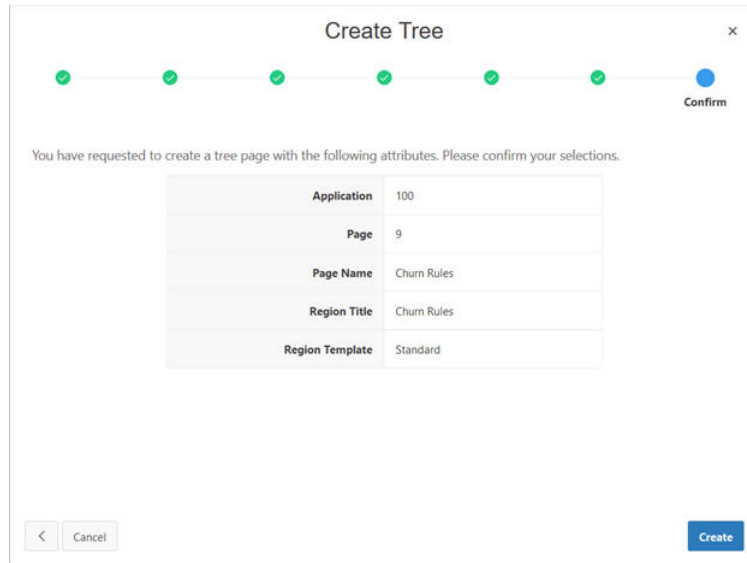 Create Tree
×
Confirm
You have requested to create a tree page with the following attributes. Please confirm your selections.
Application 100
Page 9
Page Name Churn Rules
Region Title Churn Rules
Region Template Standard
< Cancel Create